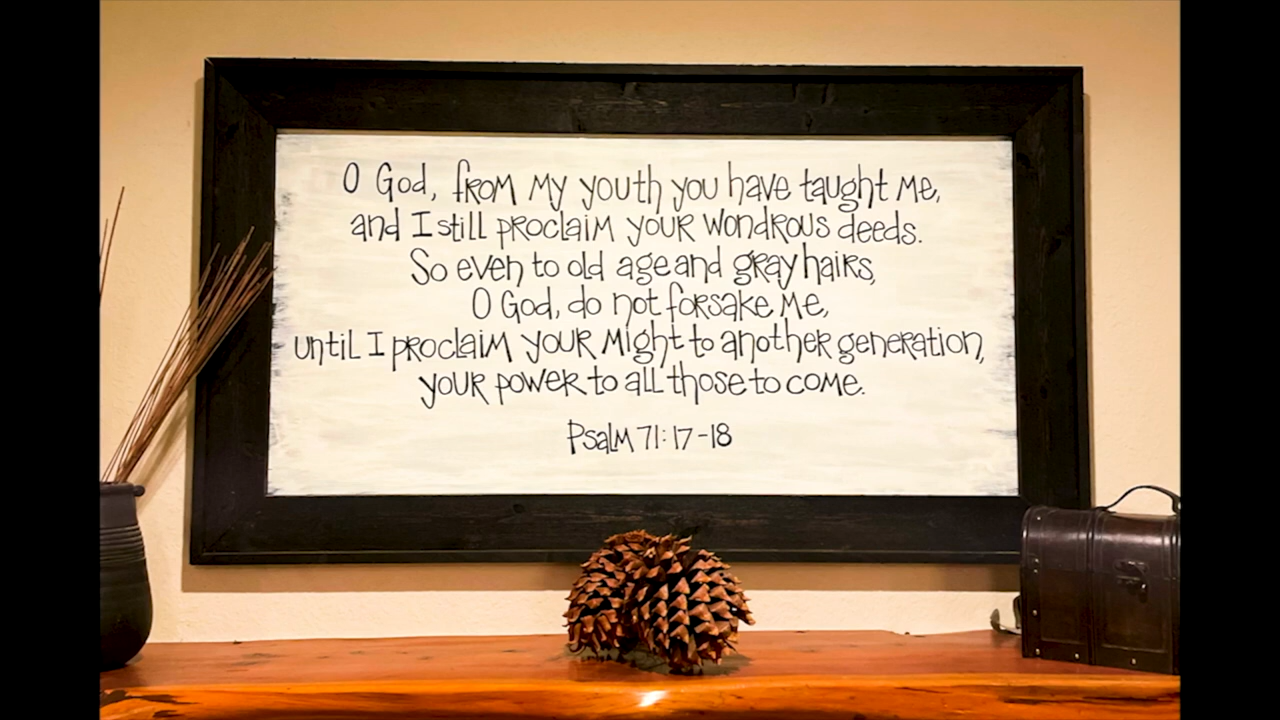 O God, from my youth you have taught me,
and I still proclaim your wondrous deeds.
So even to old age and gray hairs,
O God, do not forsake me,
until I proclaim your might to another generation,
your power to all those to come.
Psalm 71:17-18